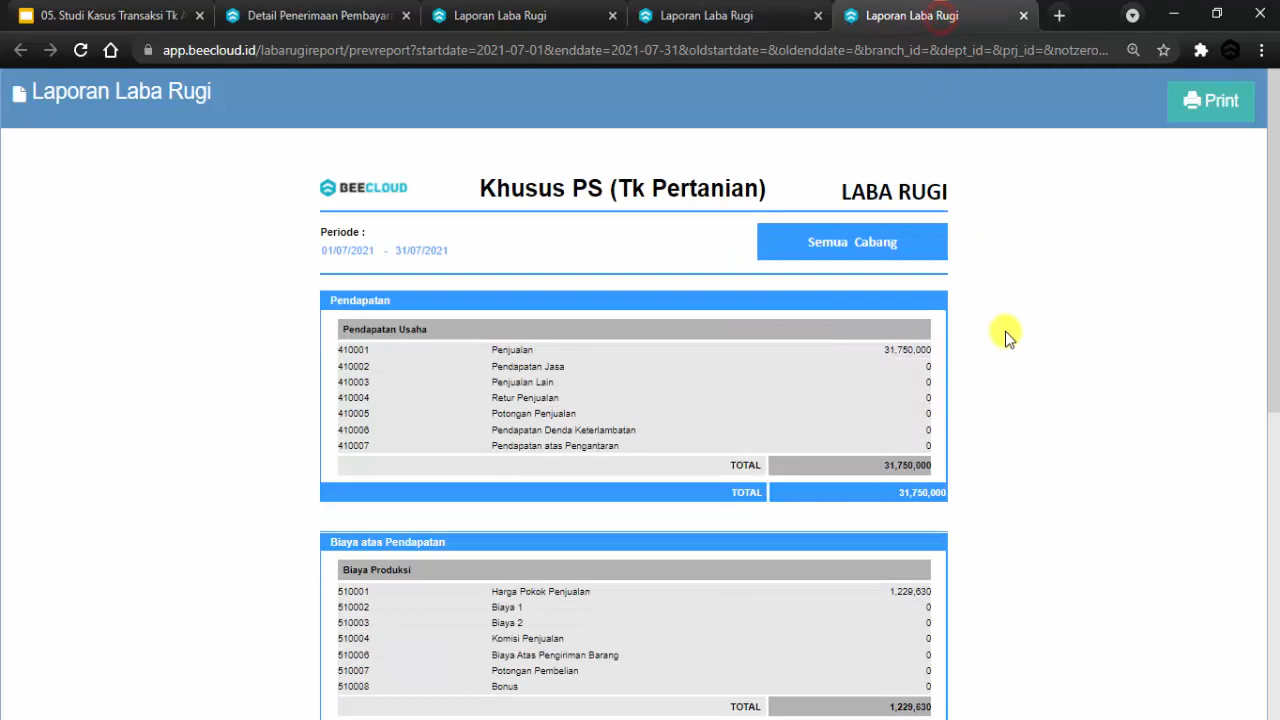 05. Studi Kasus Transaksi Tk A
Detail Penerimaan Pembayar
Laporan Laba Rugi
Laporan Laba Rugi
Laporan Laba Rugi
app.beecloud.id/labarugireport/prevreport?startdate=2021-07-01&enddate=2021-07-31&oldstartdate=&oldenddate=&branch_id=&dept_id=&prj_id=&notzero...
Laporan Laba Rugi
Print
BEECLOUD
Khusus PS (Tk Pertanian)
LABA RUGI
Periode :
01/07/2021 - 31/07/2021
Semua Cabang
Pendapatan
Pendapatan Usaha
410001 Penjualan 31,750,000
410002 Pendapatan Jasa 0
410003 Penjualan Lain 0
410004 Retur Penjualan 0
410005 Potongan Penjualan 0
410006 Pendapatan Denda Keterlambatan 0
410007 Pendapatan atas Pengantaran 0
TOTAL 31,750,000
TOTAL 31,750,000
Biaya atas Pendapatan
Biaya Produksi
510001 Harga Pokok Penjualan 1,229,630
510002 Biaya 1 0
510003 Biaya 2 0
510004 Komisi Penjualan 0
510006 Biaya Atas Pengiriman Barang 0
510007 Potongan Pembelian 0
510008 Bonus 0
TOTAL 1,229,630